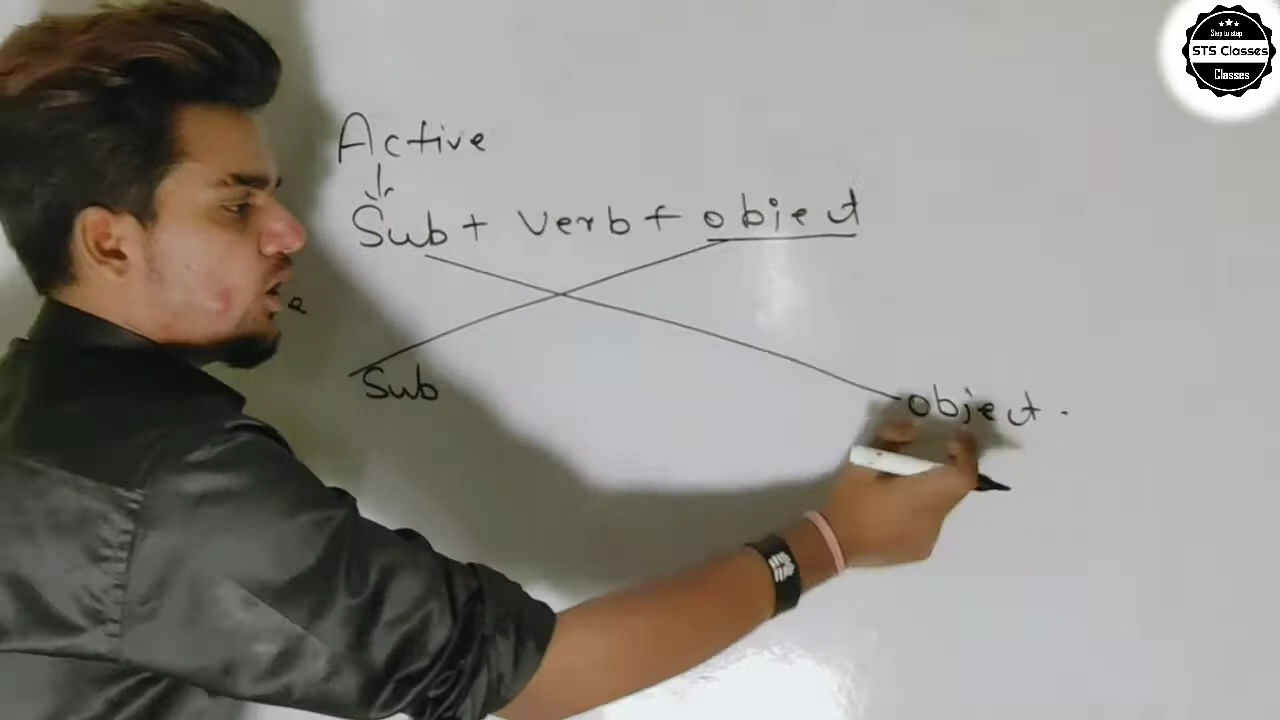 Step to step
STS Classes
Classes
Active
Sub + verb + object
e
Sub
object.